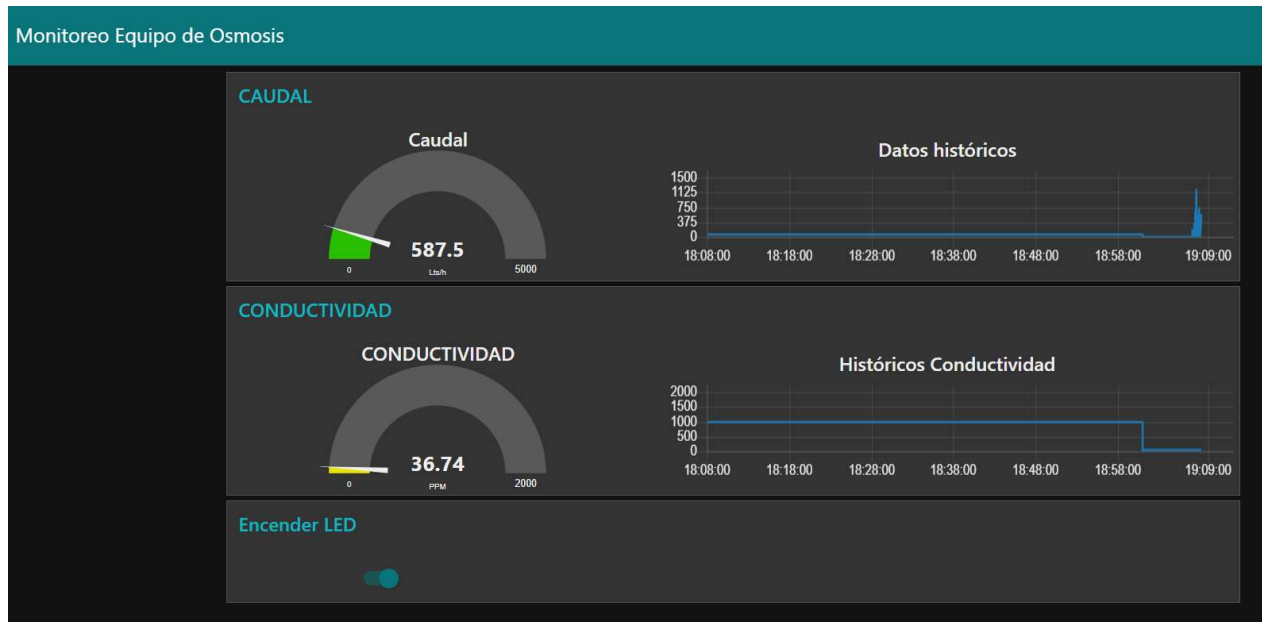 Monitoreo Equipo de Osmosis
CAUDAL
Caudal
587.5
Lts/h
0
5000
Datos históricos
1500
1125
750
375
0
18:08:00 18:18:00 18:28:00 18:38:00 18:48:00 18:58:00 19:09:00
CONDUCTIVIDAD
CONDUCTIVIDAD
36.74
PPM
0
2000
Históricos Conductividad
2000
1500
1000
500
0
18:08:00 18:18:00 18:28:00 18:38:00 18:48:00 18:58:00 19:09:00
Encender LED